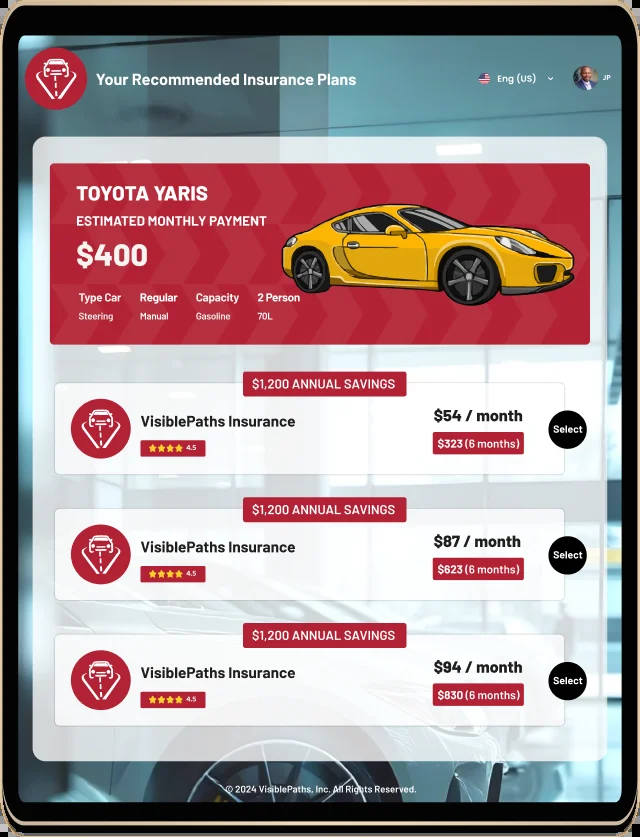 Your Recommended Insurance Plans
Eng (US)
JP
TOYOTA YARIS
ESTIMATED MONTHLY PAYMENT
$400
Type Car Regular Capacity 2 Person
Steering Manual Gasoline 70L
$1,200 ANNUAL SAVINGS
VisiblePaths Insurance
4.5
$54 / month
$323 (6 months)
Select
$1,200 ANNUAL SAVINGS
VisiblePaths Insurance
4.5
$87 / month
$623 (6 months)
Select
$1,200 ANNUAL SAVINGS
VisiblePaths Insurance
4.5
$94 / month
$830 (6 months)
Select
© 2024 VisiblePaths, Inc. All Rights Reserved.